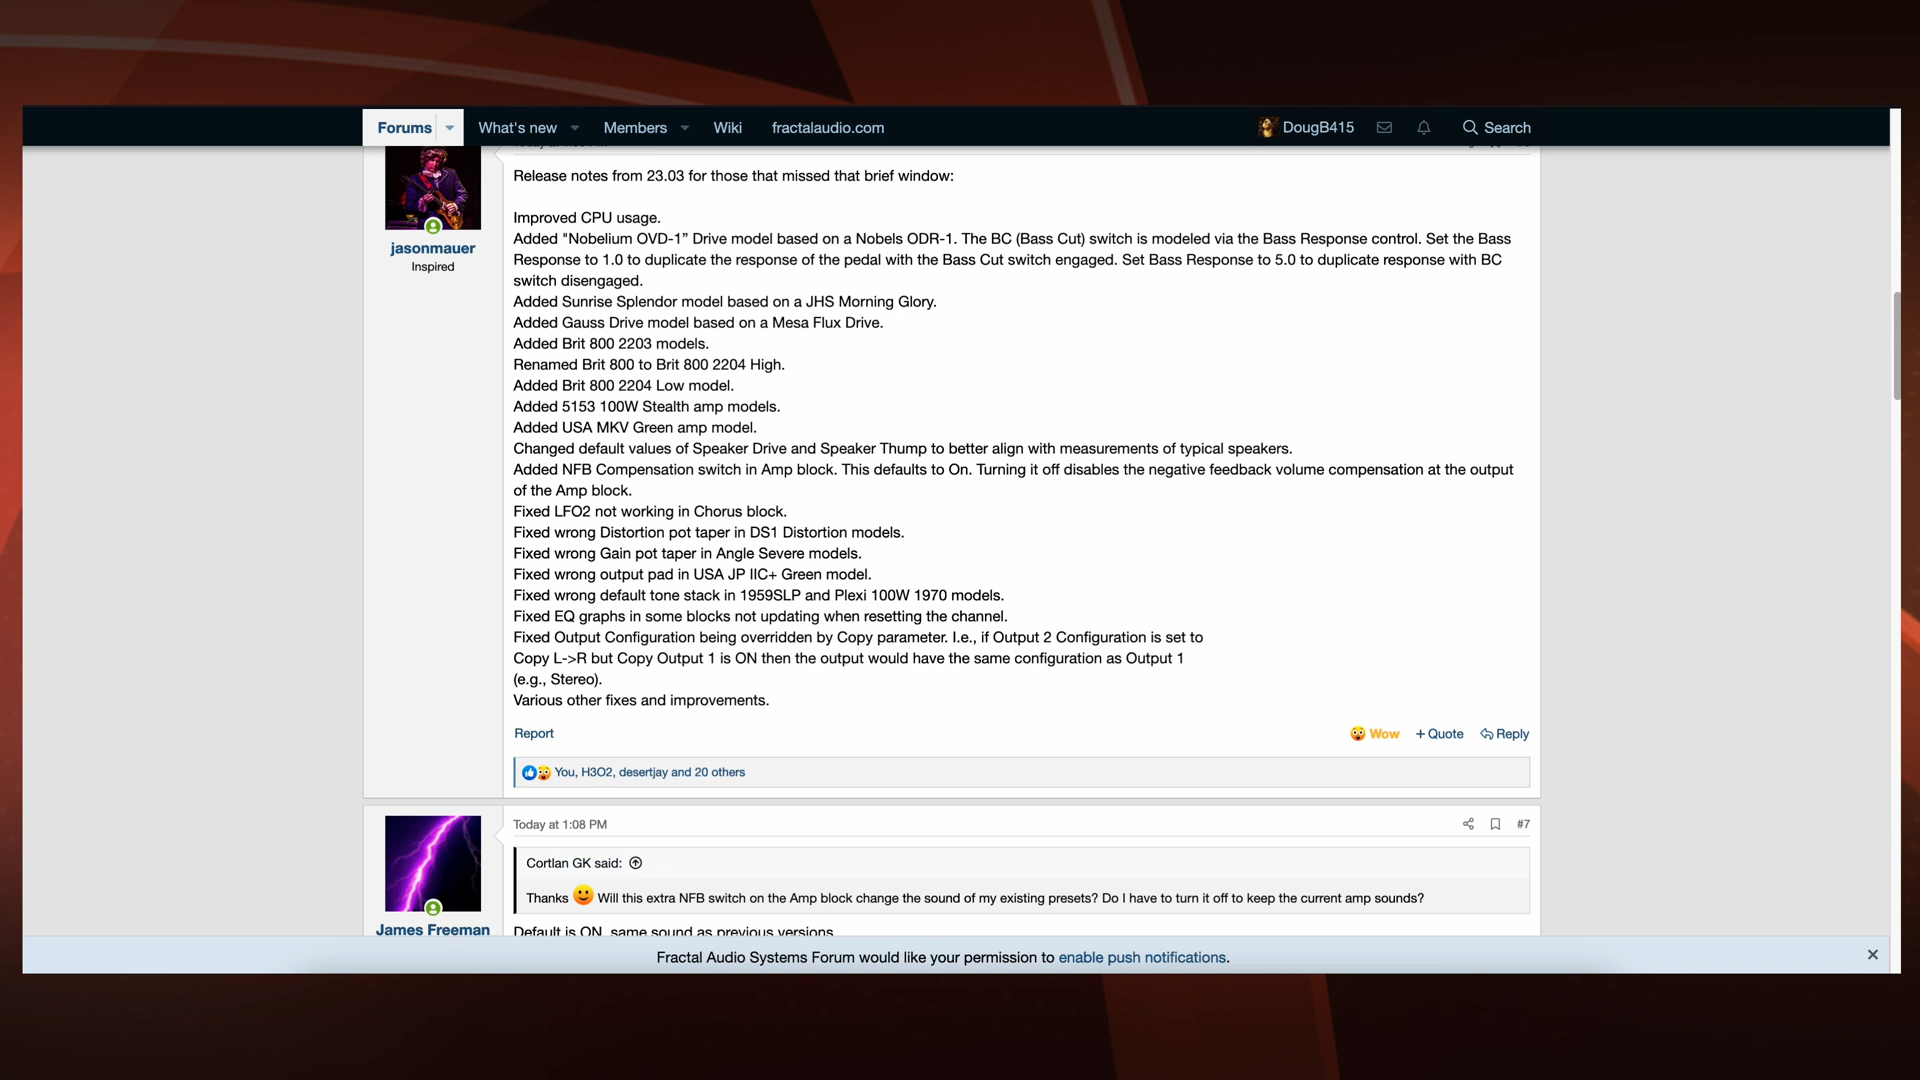 Forums
What's new
Members
Wiki
fractalaudio.com
DougB415
Search
jasonmauer
Inspired
Release notes from 23.03 for those that missed that brief window:
Improved CPU usage.
Added "Nobelium OVD-1” Drive model based on a Nobels ODR-1. The BC (Bass Cut) switch is modeled via the Bass Response control. Set the Bass
Response to 1.0 to duplicate the response of the pedal with the Bass Cut switch engaged. Set Bass Response to 5.0 to duplicate response with BC
switch disengaged.
Added Sunrise Splendor model based on a JHS Morning Glory.
Added Gauss Drive model based on a Mesa Flux Drive.
Added Brit 800 2203 models.
Renamed Brit 800 to Brit 800 2204 High.
Added Brit 800 2204 Low model.
Added 5153 100W Stealth amp models.
Added USA MKV Green amp model.
Changed default values of Speaker Drive and Speaker Thump to better align with measurements of typical speakers.
Added NFB Compensation switch in Amp block. This defaults to On. Turning it off disables the negative feedback volume compensation at the output
of the Amp block.
Fixed LFO2 not working in Chorus block.
Fixed wrong Distortion pot taper in DS1 Distortion models.
Fixed wrong Gain pot taper in Angle Severe models.
Fixed wrong output pad in USA JP IIC+ Green model.
Fixed wrong default tone stack in 1959SLP and Plexi 100W 1970 models.
Fixed EQ graphs in some blocks not updating when resetting the channel.
Fixed Output Configuration being overridden by Copy parameter. I.e., if Output 2 Configuration is set to
Copy L->R but Copy Output 1 is ON then the output would have the same configuration as Output 1
(e.g., Stereo).
Various other fixes and improvements.
Report
Wow
+ Quote
Reply
You, H3O2, desertjay and 20 others
Today at 1:08 PM
#7
Cortlan GK said:
Thanks 🙂 Will this extra NFB switch on the Amp block change the sound of my existing presets? Do I have to turn it off to keep the current amp sounds?
James Freeman
Default is ON, same sound as previous versions
Fractal Audio Systems Forum would like your permission to enable push notifications.